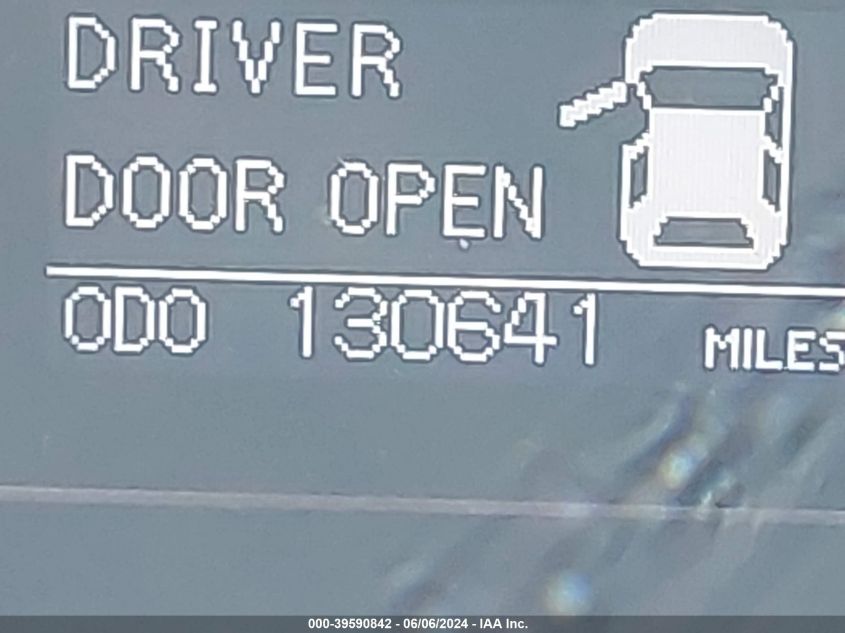 DRIVER
DOOR OPEN
ODO 130641 MILES
000-39590842 - 06/06/2024 - IAA Inc.